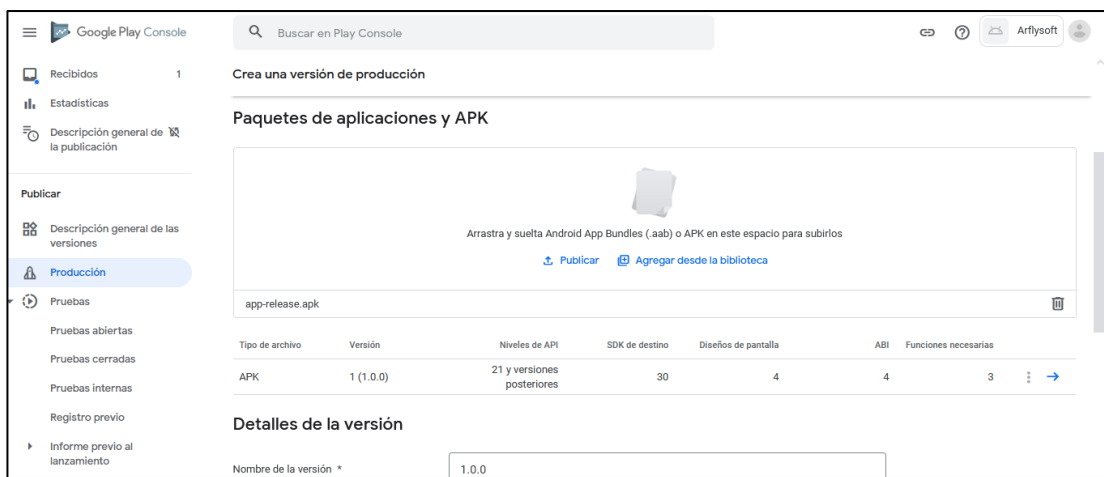 Google Play Console
Buscar en Play Console
Arflysoft
Recibidos 1
Estadísticas
Descripción general de
la publicación
Publicar
Descripción general de las
versiones
Producción
Pruebas
Pruebas abiertas
Pruebas cerradas
Pruebas internas
Registro previo
Informe previo al
lanzamiento
Crea una versión de producción
Paquetes de aplicaciones y APK
Arrastra y suelta Android App Bundles (.aab) o APK en este espacio para subirlos
Publicar Agregar desde la biblioteca
app-release.apk
Tipo de archivo Versión Niveles de API SDK de destino Diseños de pantalla ABI Funciones necesarias
APK 1 (1.0.0) 21 y versiones posteriores 30 4 4 3
Detalles de la versión
Nombre de la versión * 1.0.0